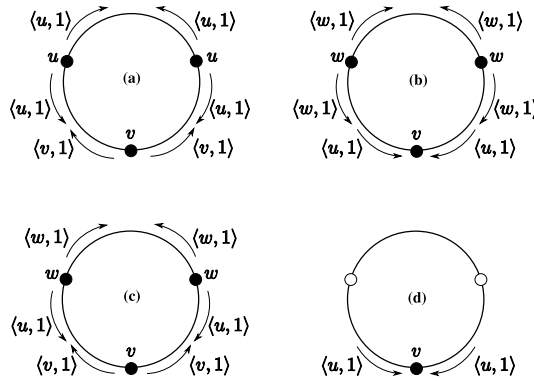 ⟨u, 1⟩ ⟨u, 1⟩ ⟨w, 1⟩ ⟨w, 1⟩
u (a) u w (b) w
⟨u, 1⟩ ⟨u, 1⟩ ⟨w, 1⟩ ⟨w, 1⟩
⟨v, 1⟩ v ⟨v, 1⟩ ⟨u, 1⟩ v ⟨u, 1⟩
⟨w, 1⟩ ⟨w, 1⟩
w (c) w (d)
⟨u, 1⟩ ⟨u, 1⟩
⟨v, 1⟩ v ⟨v, 1⟩ ⟨u, 1⟩ v ⟨u, 1⟩